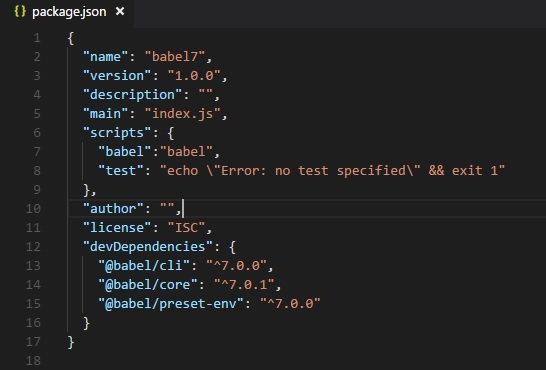 {} package.json ×
1 {
2 "name": "babel7",
3 "version": "1.0.0",
4 "description": "",
5 "main": "index.js",
6 "scripts": {
7 "babel":"babel",
8 "test": "echo \"Error: no test specified\" && exit 1"
9 },
10 "author": "",
11 "license": "ISC",
12 "devDependencies": {
13 "@babel/cli": "^7.0.0",
14 "@babel/core": "^7.0.1",
15 "@babel/preset-env": "^7.0.0"
16 }
17 }
18